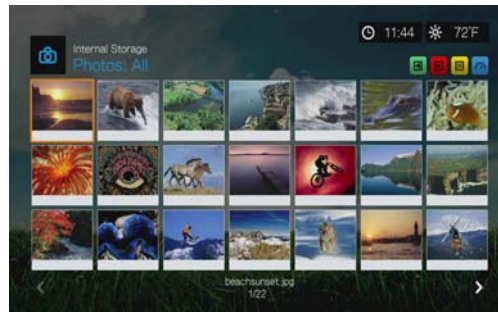 11:44 72°F
Internal Storage
Photos: All
beachsunset.jpg
1/22